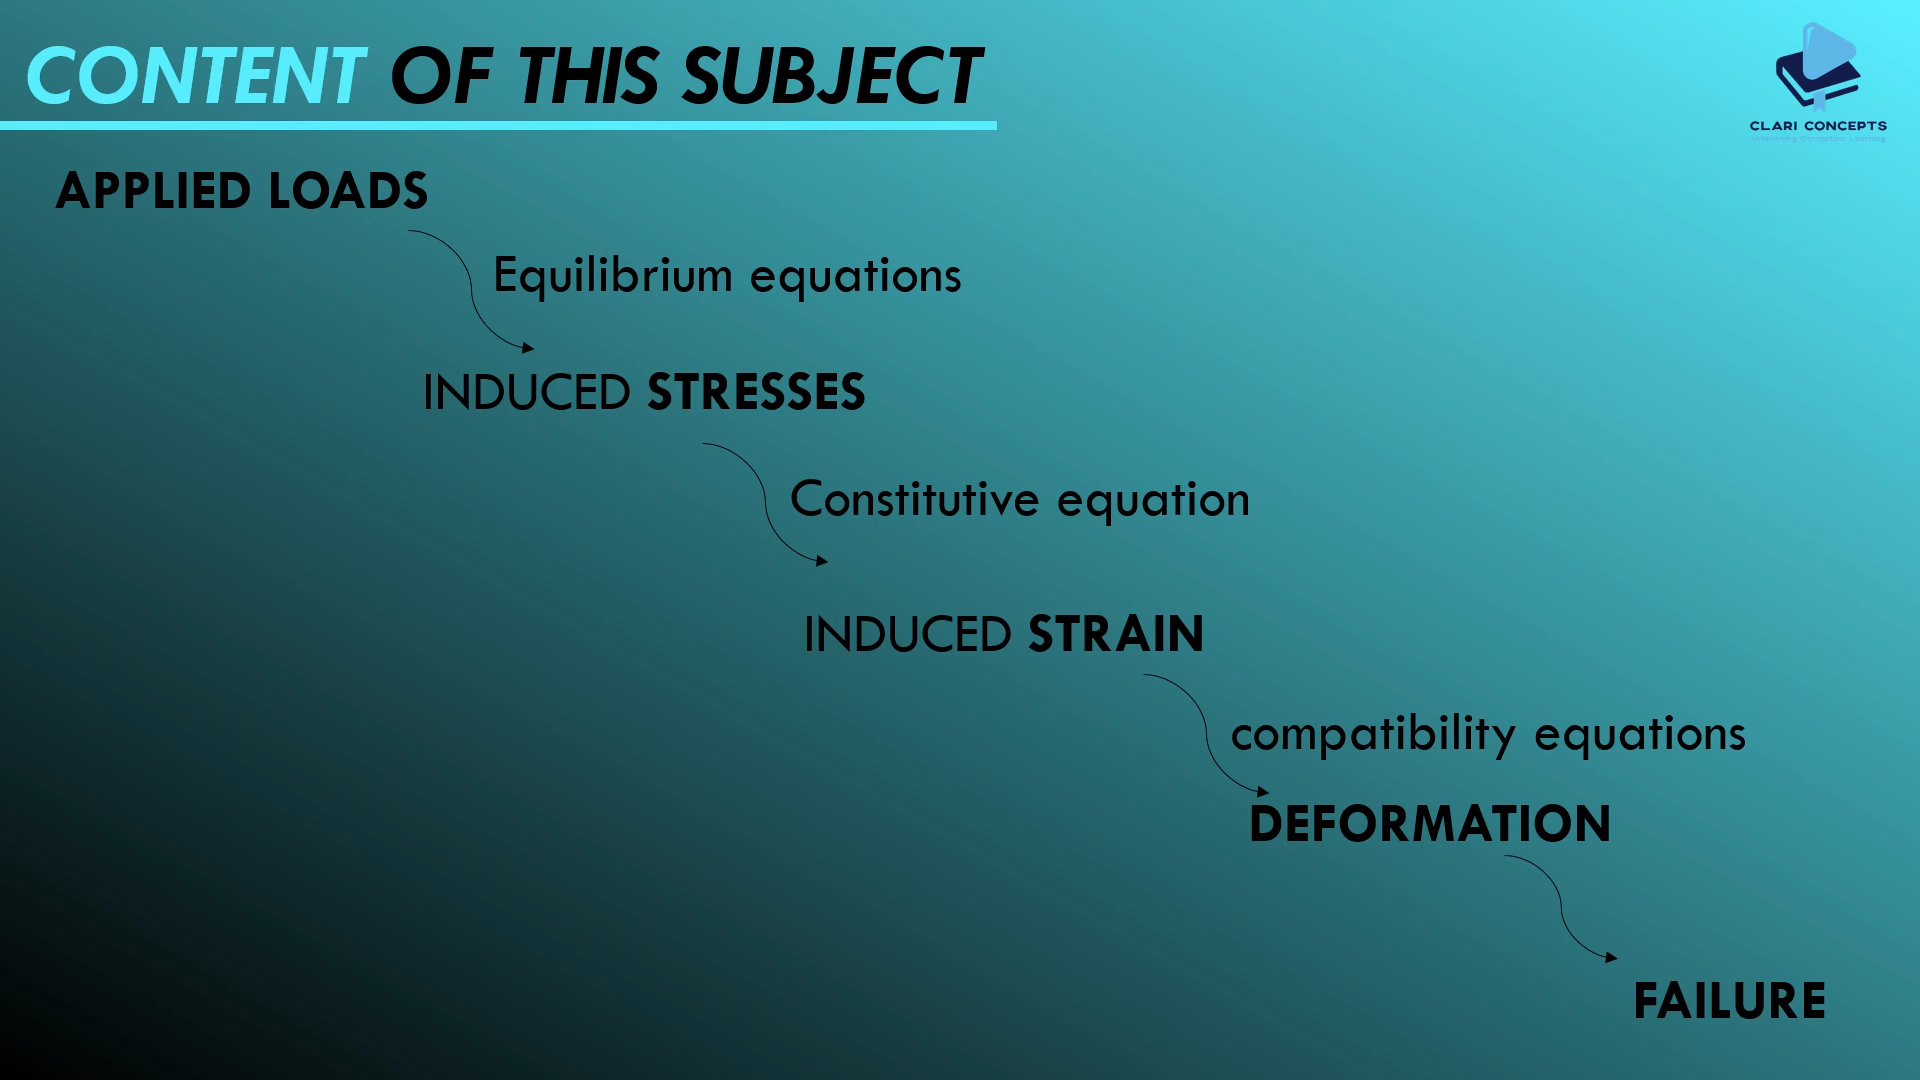 CONTENT OF THIS SUBJECT
CLARI CONCEPTS
APPLIED LOADS
Equilibrium equations
INDUCED STRESSES
Constitutive equation
INDUCED STRAIN
compatibility equations
DEFORMATION
FAILURE